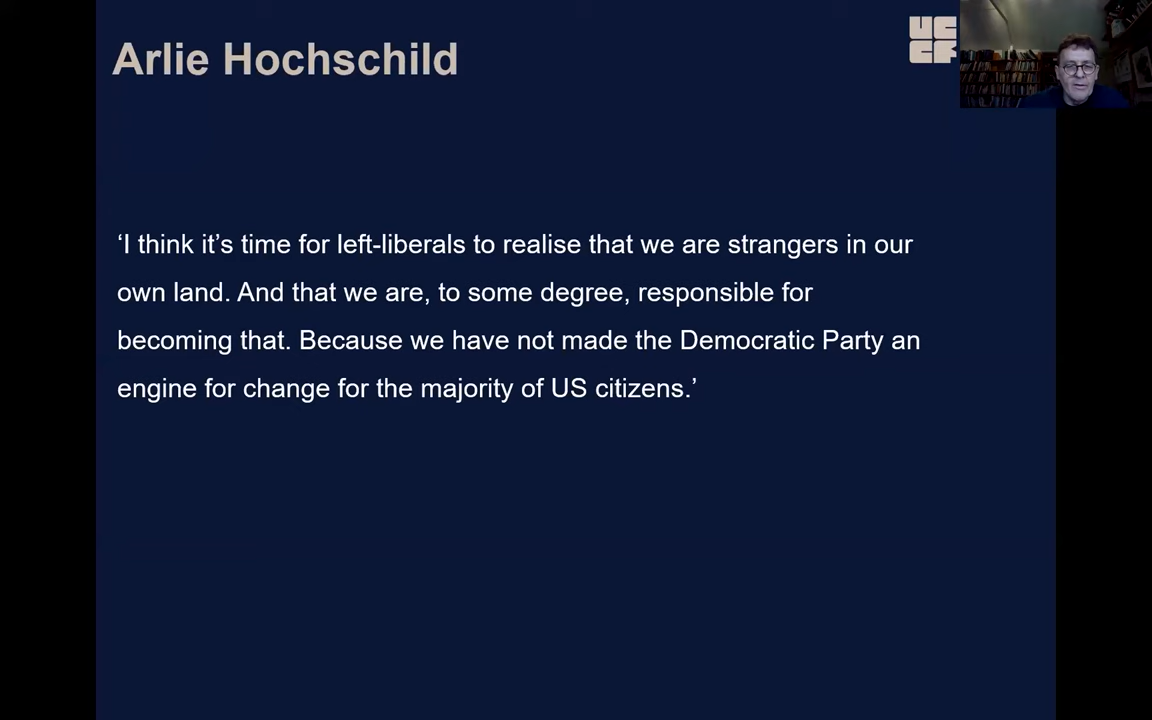 Arlie Hochschild
UC
CF
‘I think it’s time for left-liberals to realise that we are strangers in our
own land. And that we are, to some degree, responsible for
becoming that. Because we have not made the Democratic Party an
engine for change for the majority of US citizens.’